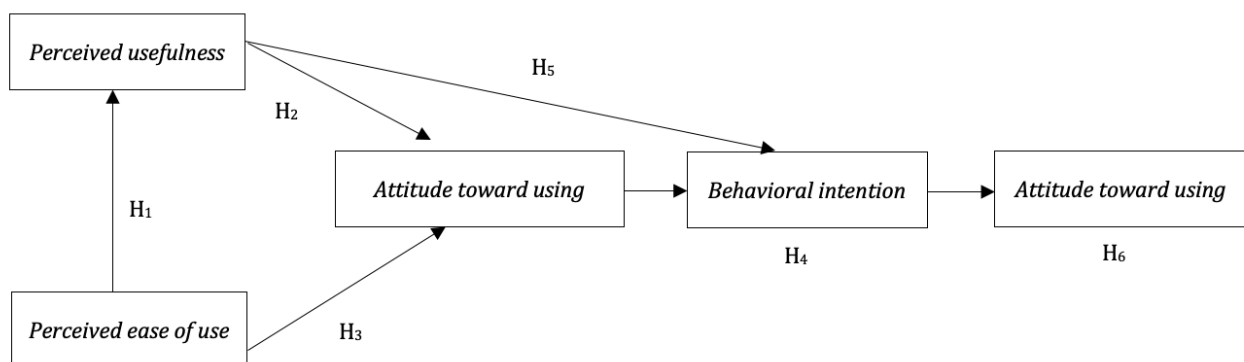 Perceived usefulness
H5
H2
Attitude toward using
Behavioral intention
Attitude toward using
H1
H4
H6
Perceived ease of use
H3